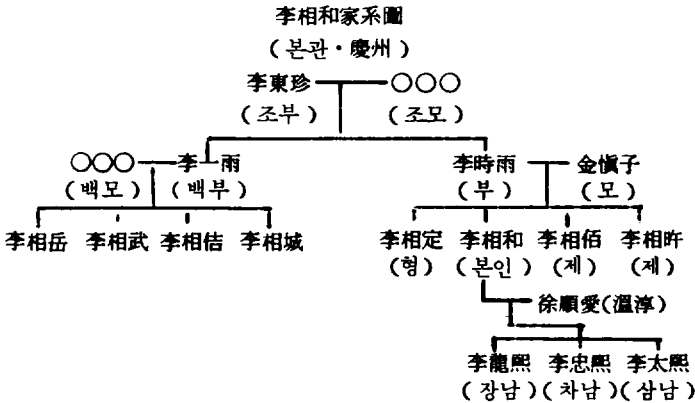 李相和家系圖
(본관・慶州)
李東珍 ○○○
(조부) (조모)
○○○ 李一雨 李時雨 金愼子
(백모) (백부) (부) (모)
李相岳 李相武 李相佶 李相城 李相定 李相和 李相佰 李相旿
(형) (본인) (제) (제)
徐順愛(溫淳)
李龍熙 李忠熙 李太熙
(장남) (차남) (삼남)